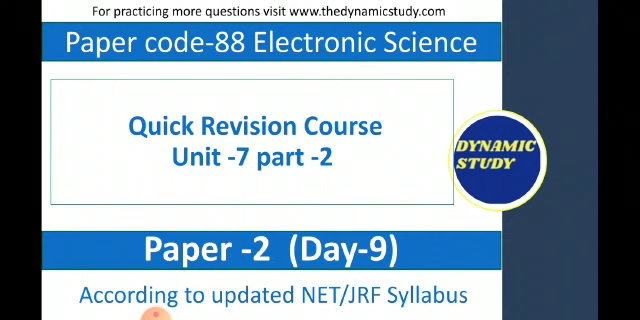 For practicing more questions visit www.thedynamicstudy.com
Paper code-88 Electronic Science
Quick Revision Course
Unit -7 part -2
DYNAMIC
STUDY
Paper -2 (Day-9)
According to updated NET/JRF Syllabus